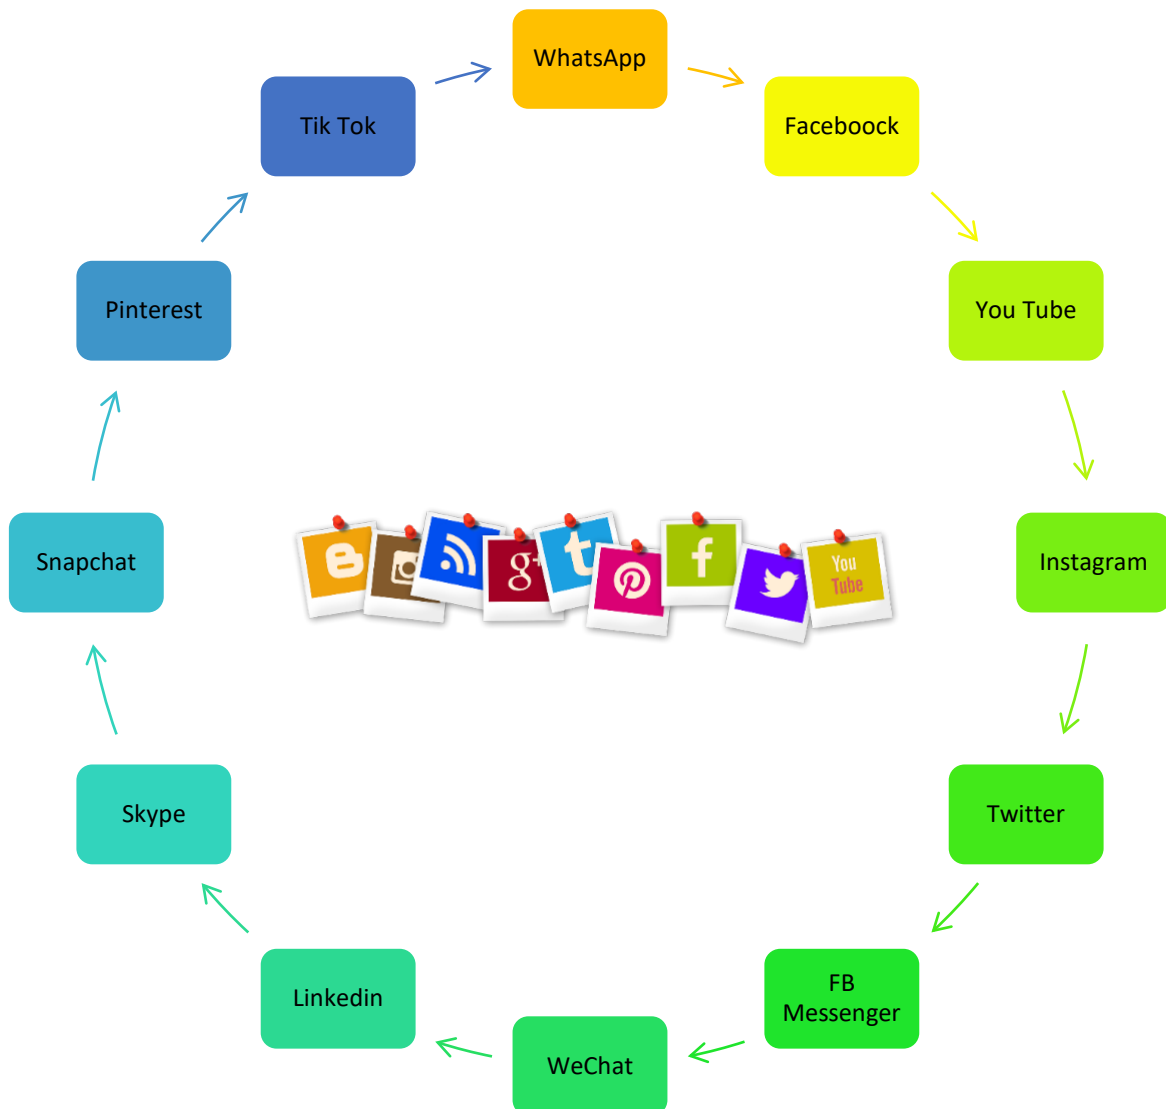 WhatsApp
Faceboock
You Tube
Instagram
Twitter
FB
Messenger
WeChat
Linkedin
Skype
Snapchat
Pinterest
Tik Tok
g+
t
f
You
Tube